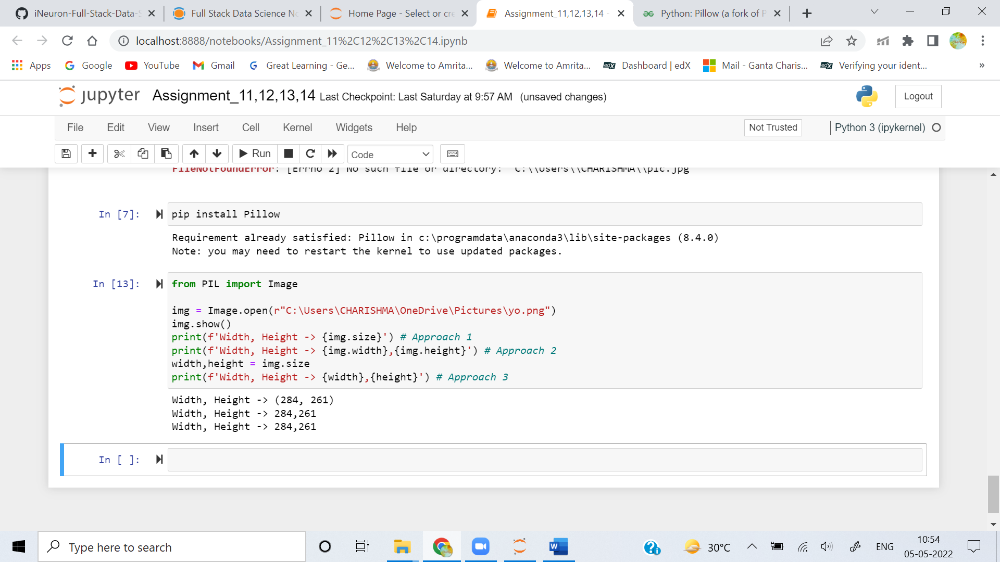 iNeuron-Full-Stack-Data-S
Full Stack Data Science No
Home Page - Select or cre
Assignment_11,12,13,14 -
Python: Pillow (a fork of P
localhost:8888/notebooks/Assignment_11%2C12%2C13%2C14.ipynb
Apps
Google
YouTube
Gmail
Great Learning - Ge...
Welcome to Amrita...
Welcome to Amrita...
edX
Dashboard | edX
Mail - Ganta Charis...
edX
Verifying your ident...
»
jupyter
Assignment_11,12,13,14 Last Checkpoint: Last Saturday at 9:57 AM (unsaved changes)
Logout
File Edit View Insert Cell Kernel Widgets Help
Not Trusted
Python 3 (ipykernel)
Run
Code
FileNotFoundError: [Errno 2] No such file or directory: 'C:\\Users\\CHARISHMA\\pic.jpg
In [7]:
pip install Pillow
Requirement already satisfied: Pillow in c:\programdata\anaconda3\lib\site-packages (8.4.0)
Note: you may need to restart the kernel to use updated packages.
In [13]:
from PIL import Image
img = Image.open(r"C:\Users\CHARISHMA\OneDrive\Pictures\yo.png")
img.show()
print(f'Width, Height -> {img.size}') # Approach 1
print(f'Width, Height -> {img.width},{img.height}') # Approach 2
width,height = img.size
print(f'Width, Height -> {width},{height}') # Approach 3
Width, Height -> (284, 261)
Width, Height -> 284,261
Width, Height -> 284,261
In [ ]:
Type here to search
30°C
ENG
10:54
05-05-2022